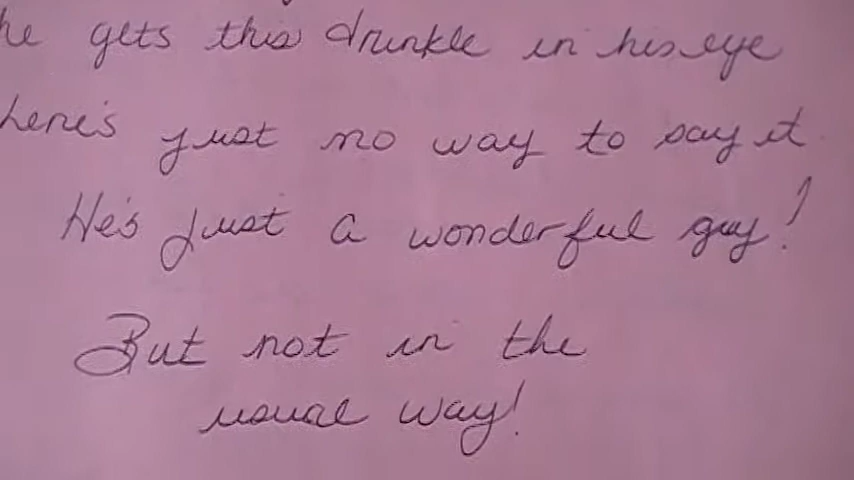 he gets this in his eye
here's just no way to say it
He's just a wonderful guy!
But not in the
usual way!